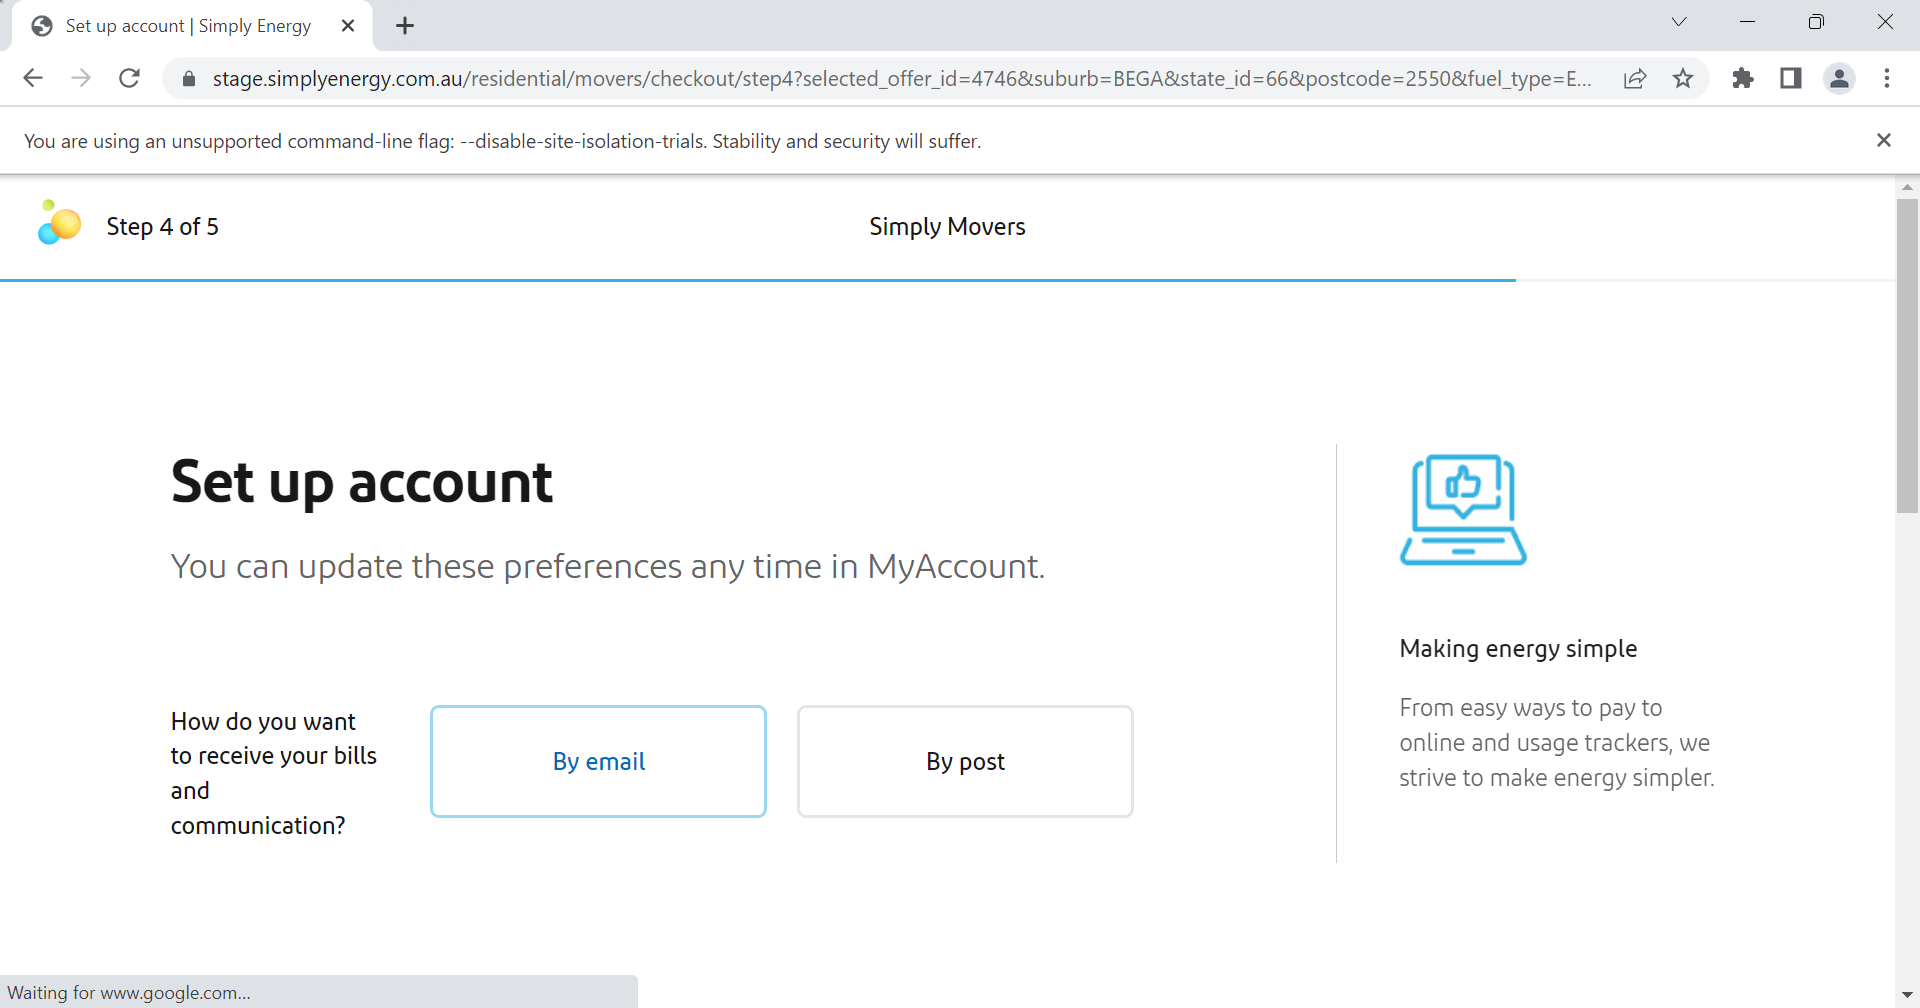 Set up account | Simply Energy
stage.simplyenergy.com.au/residential/movers/checkout/step4?selected_offer_id=4746&suburb=BEGA&state_id=66&postcode=2550&fuel_type=E...
You are using an unsupported command-line flag: --disable-site-isolation-trials. Stability and security will suffer.
Step 4 of 5
Simply Movers
Set up account
You can update these preferences any time in MyAccount.
How do you want
to receive your bills
and
communication?
By email
By post
Making energy simple
From easy ways to pay to
online and usage trackers, we
strive to make energy simpler.
Waiting for www.google.com...